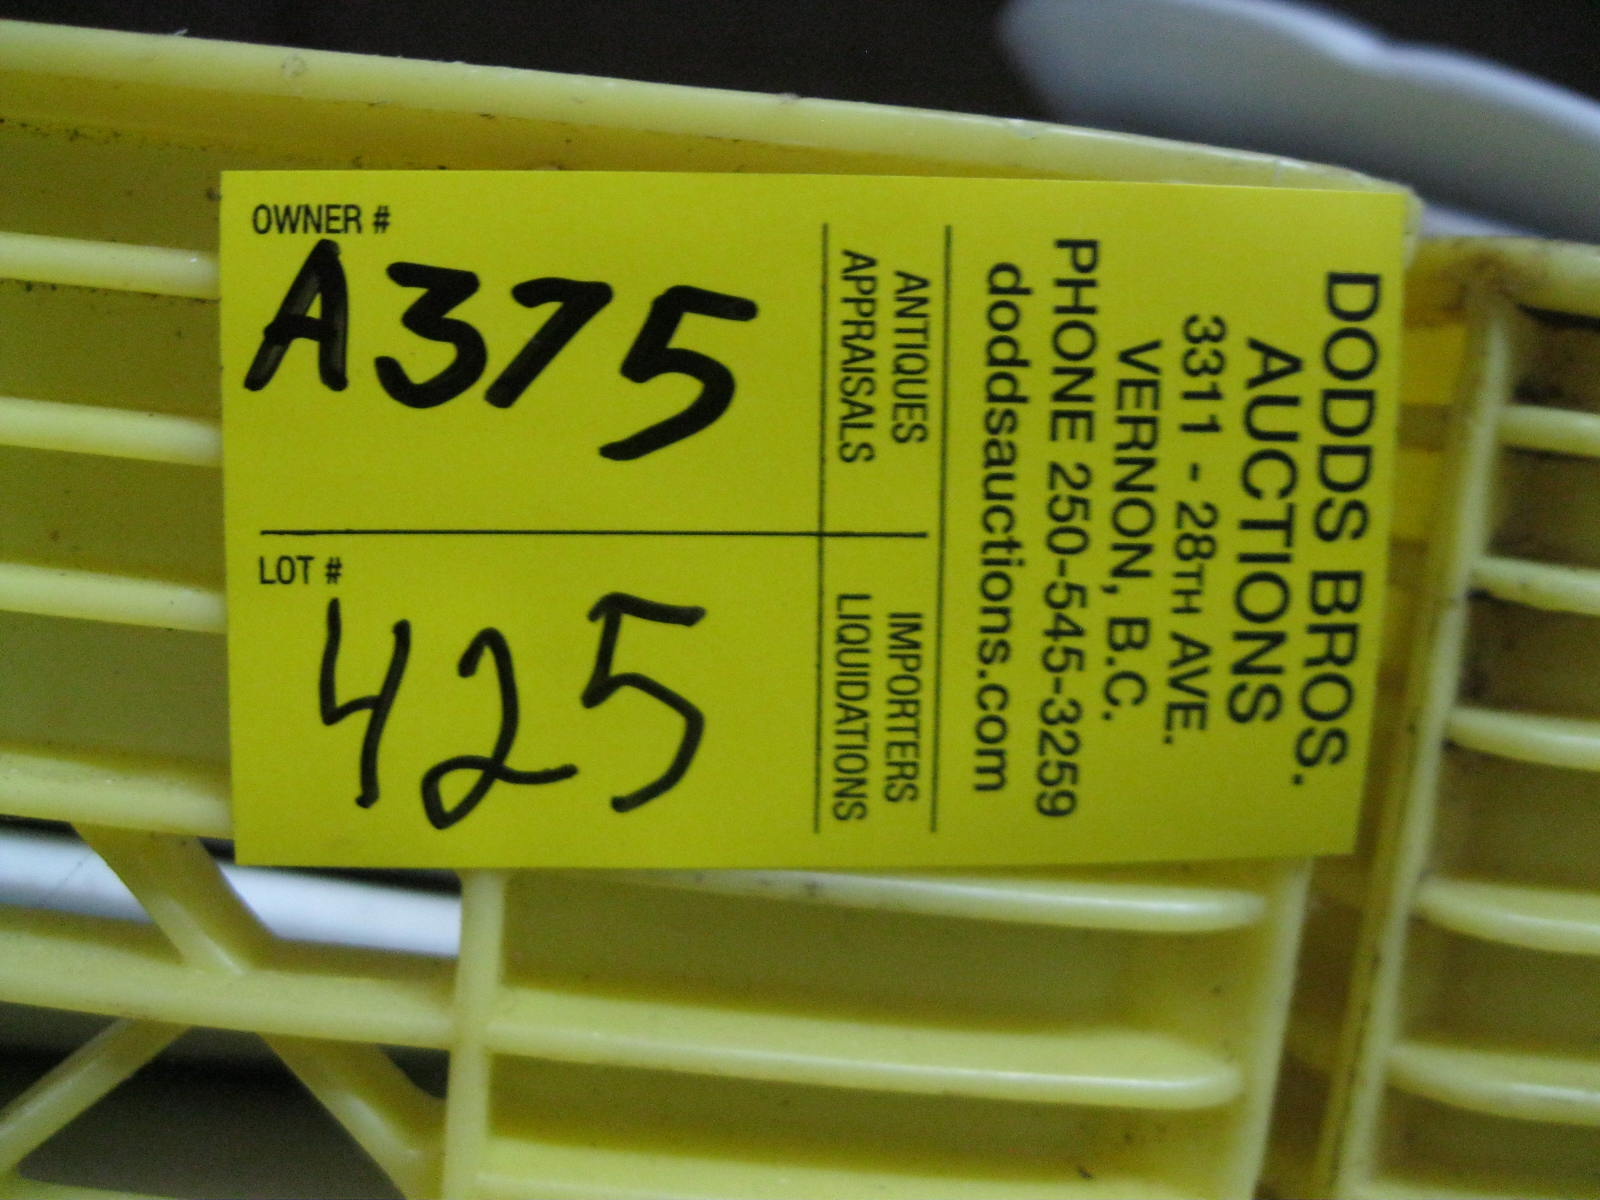 OWNER #
A375
LOT #
425
ANTIQUES
APPRAISALS
IMPORTERS
LIQUIDATIONS
DODDS BROS.
AUCTIONS
3311 - 28TH AVE.
VERNON, B.C.
PHONE 250-545-3259
doddsauctions.com